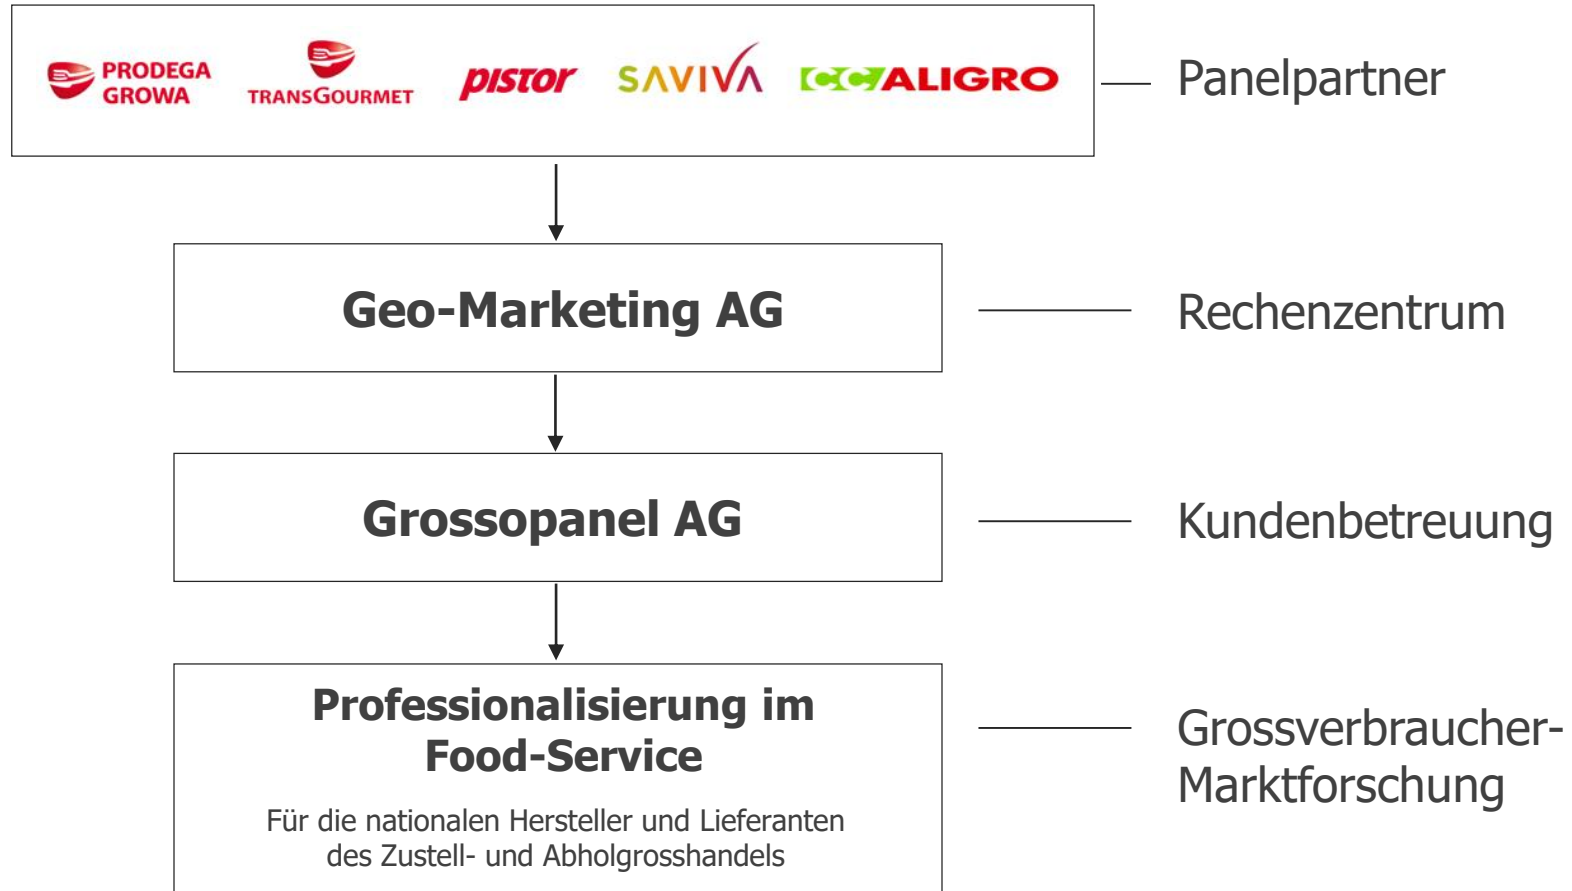 PRODEGA
GROWA
TRANSGOURMET
pistor
SAVIVA
CC ALIGRO
Panelpartner
Geo-Marketing AG
Rechenzentrum
Grossopanel AG
Kundenbetreuung
Professionalisierung im
Food-Service
Für die nationalen Hersteller und Lieferanten
des Zustell- und Abholgrosshandels
Grossverbraucher-
Marktforschung